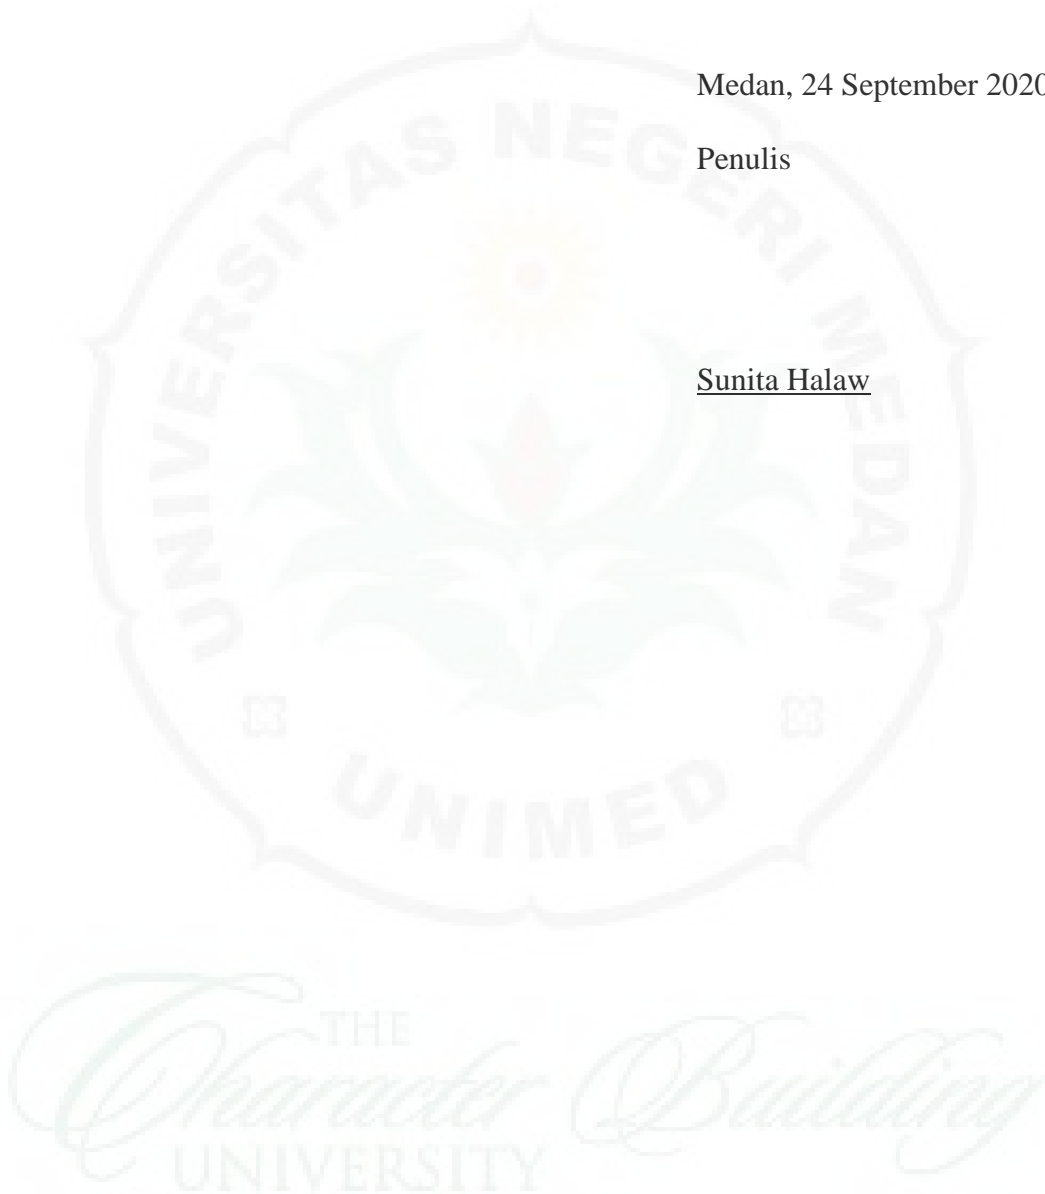 Medan, 24 September 2020
Penulis
Sunita Halaw
UNIVERSITAS NEGERI MEDAN
UNIMED
THE
Character Building
UNIVERSITY